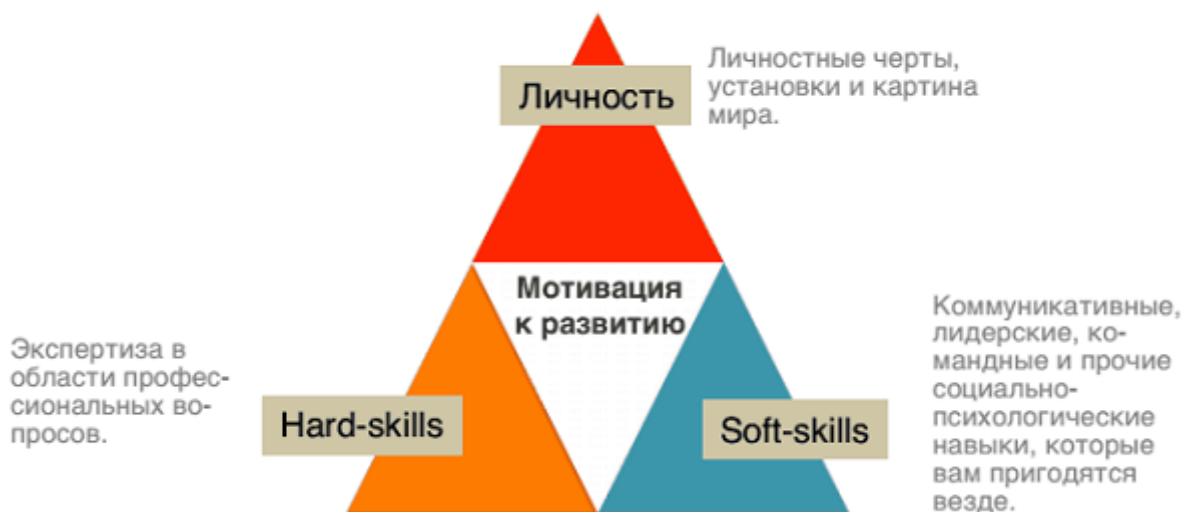 Личность
Личностные черты,
установки и картина
мира.
Мотивация
к развитию
Экспертиза в
области профес-
сиональных во-
просов.
Hard-skills
Soft-skills
Коммуникативные,
лидерские, ко-
мандные и прочие
социально-
психологические
навыки, которые
вам пригодятся
везде.